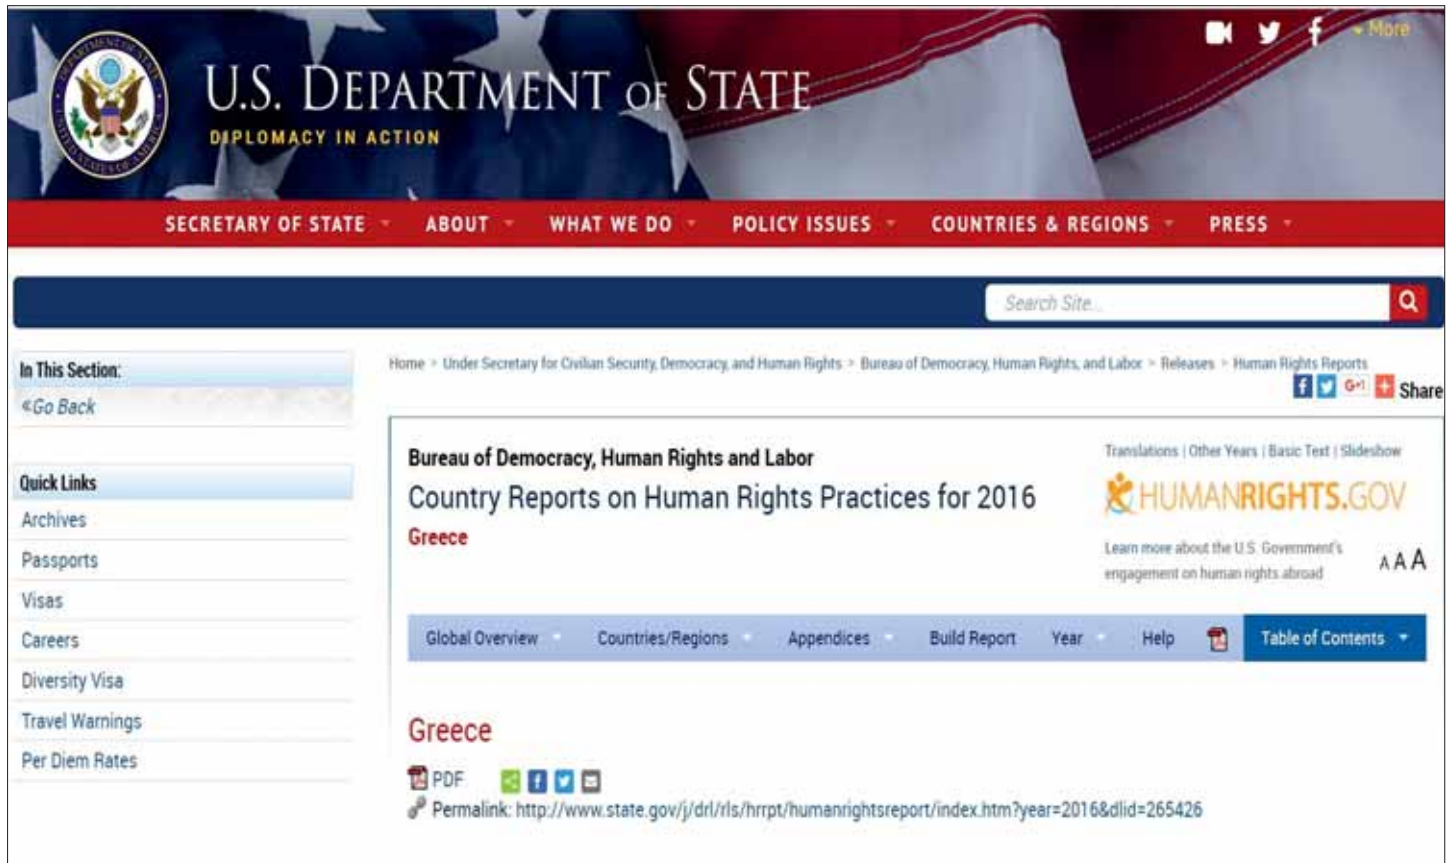 More
U.S. DEPARTMENT OF STATE
DIPLOMACY IN ACTION
SECRETARY OF STATE ABOUT WHAT WE DO POLICY ISSUES COUNTRIES & REGIONS PRESS
Search Site...
In This Section:
«Go Back
Quick Links
Archives
Passports
Visas
Careers
Diversity Visa
Travel Warnings
Per Diem Rates
Home > Under Secretary for Civilian Security, Democracy, and Human Rights > Bureau of Democracy, Human Rights, and Labor > Releases > Human Rights Reports
G+1 Share
Bureau of Democracy, Human Rights and Labor
Country Reports on Human Rights Practices for 2016
Greece
Translations | Other Years | Basic Text | Slideshow
HUMANRIGHTS.GOV
Learn more about the U.S. Government's
engagement on human rights abroad
A A A
Global Overview Countries/Regions Appendices Build Report Year Help Table of Contents
Greece
PDF
Permalink: http://www.state.gov/j/drl/rls/hrrpt/humanrightsreport/index.htm?year=2016&dlid=265426